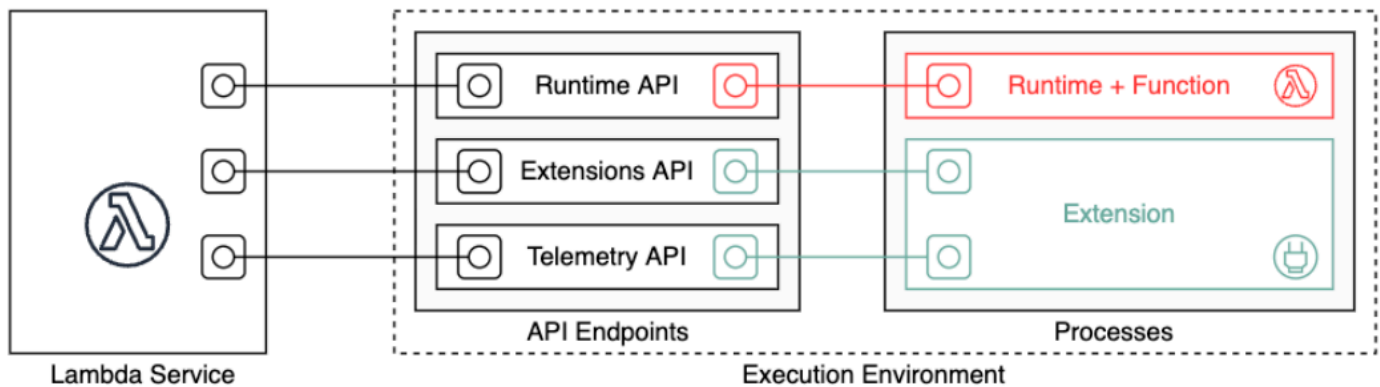 Runtime API
Runtime + Function
Extensions API
Extension
Telemetry API
API Endpoints
Processes
Lambda Service
Execution Environment